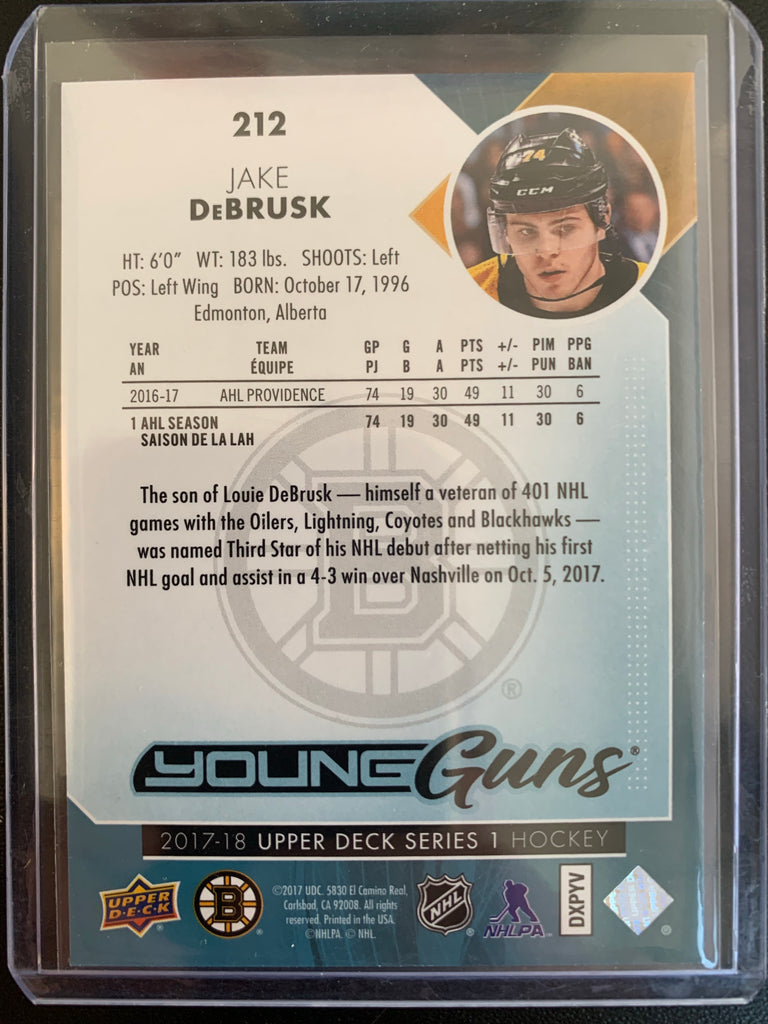 212
JAKE
DeBRUSK
74
CCM
HT: 6'0" WT: 183 lbs. SHOOTS: Left
POS: Left Wing BORN: October 17, 1996
Edmonton, Alberta
YEAR TEAM GP G A PTS +/- PIM PPG
AN ÉQUIPE PJ B A PTS +/- PUN BAN
2016-17 AHL PROVIDENCE 74 19 30 49 11 30 6
1 AHL SEASON 74 19 30 49 11 30 6
SAISON DE LA LAH
B
The son of Louie DeBrusk — himself a veteran of 401 NHL
games with the Oilers, Lightning, Coyotes and Blackhawks —
was named Third Star of his NHL debut after netting his first
NHL goal and assist in a 4-3 win over Nashville on Oct. 5, 2017.
®
YOUNG Guns®
2017-18 UPPER DECK SERIES 1 HOCKEY
UPPER
D·E·C·K
®
B
®
©2017 UDC. 5830 El Camino Real,
Carlsbad, CA 92008. All rights
reserved. Printed in the USA.
©NHLPA. © NHL.
NHL
®
NHLPA
DXPYV
®